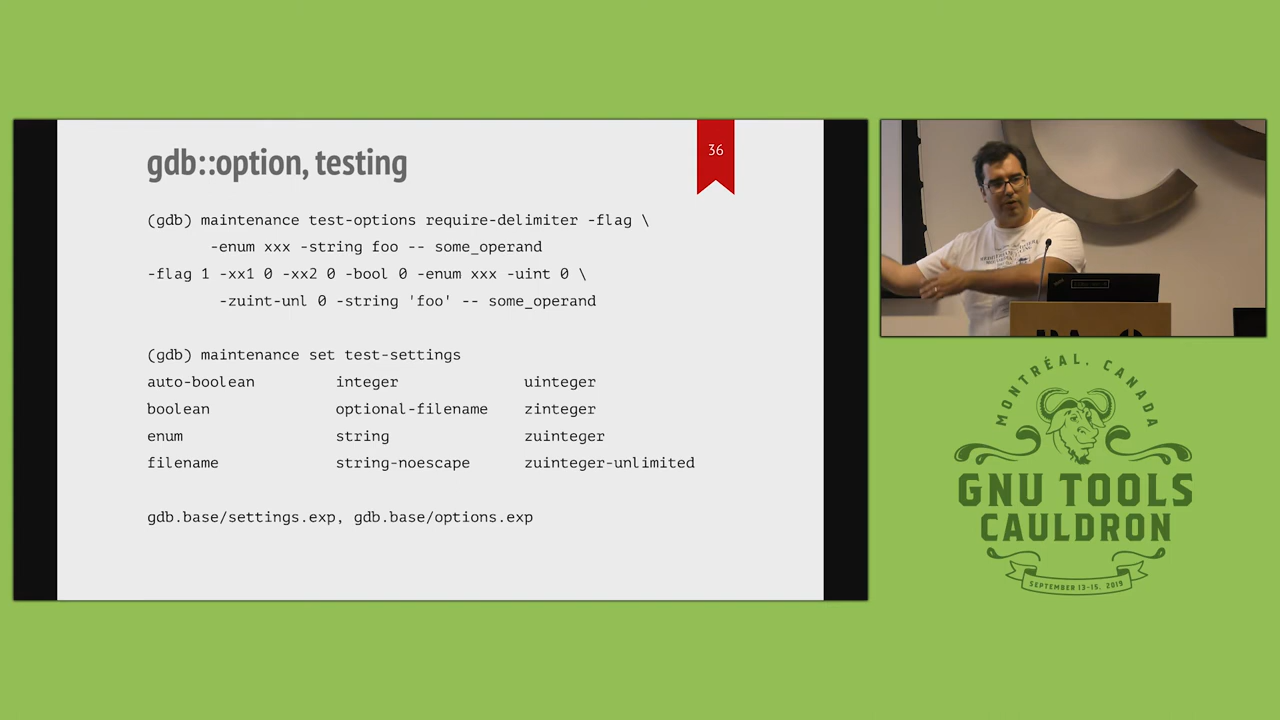 gdb::option, testing
36
(gdb) maintenance test-options require-delimiter -flag \
-enum xxx -string foo -- some_operand
-flag 1 -xx1 0 -xx2 0 -bool 0 -enum xxx -uint 0 \
-zuint-unl 0 -string 'foo' -- some_operand
(gdb) maintenance set test-settings
auto-boolean integer uinteger
boolean optional-filename zinteger
enum string zuinteger
filename string-noescape zuinteger-unlimited
gdb.base/settings.exp, gdb.base/options.exp
MONTRÉAL, CANADA
GNU TOOLS
CAULDRON
SEPTEMBER 13-15, 2019